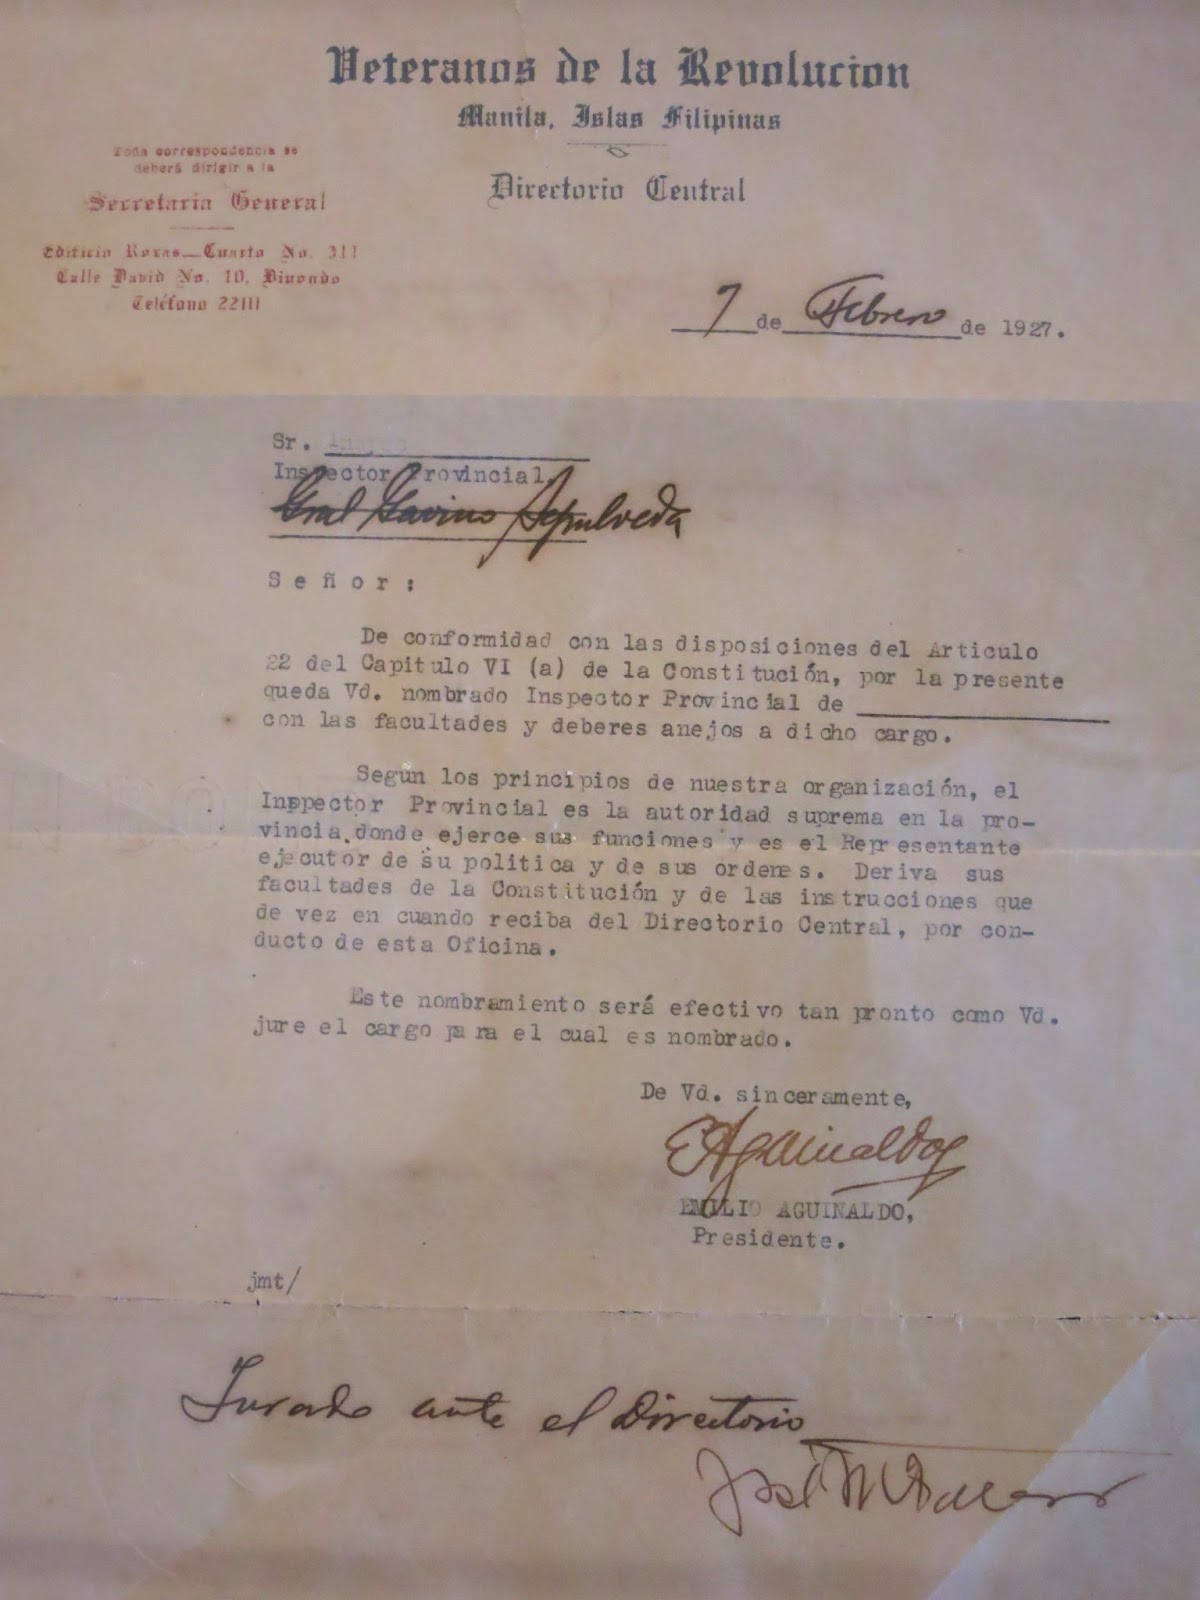 Veteranos de la Revolucion
Manila, Islas Filipinas
Directorio Central
Toda correspondencia se
deberá dirigir a la
Secretaria General
Edificio Roxas—Cuarto No. 311
Calle David No. 10, Binondo
Teléfono 22111
7 de Febrero de 1927.
Sr.
Inspector Provincial,
Gral Gavino Sepulveda
Señor:
De conformidad con las disposiciones del Articulo
22 del Capitulo VI (a) de la Constitución, por la presente
queda Vd. nombrado Inspector Provincial de
con las facultades y deberes anejos a dicho cargo.
Según los principios de nuestra organización, el
Inspector Provincial es la autoridad suprema en la pro-
vincia donde ejerce sus funciones y es el Representante
ejecutor de su politica y de sus ordenes. Deriva sus
facultades de la Constitución y de las instrucciones que
de vez en cuando reciba del Directorio Central, por con-
ducto de esta Oficina.
Este nombramiento será efectivo tan pronto como Vd.
jure el cargo para el cual es nombrado.
De Vd. sinceramente,
EAguinaldo
EMILIO AGUINALDO,
Presidente.
jmt/
Jurado ante el Directorio
José